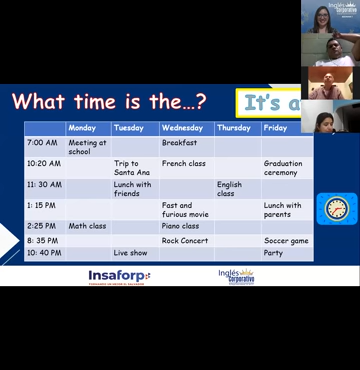 Inglés
Corporativo
What time is the...?
It's a
Monday Tuesday Wednesday Thursday Friday
7:00 AM Meeting at school Breakfast
10:20 AM Trip to Santa Ana French class Graduation ceremony
11: 30 AM Lunch with friends English class
1: 15 PM Fast and furious movie Lunch with parents
2:25 PM Math class Piano class
8: 35 PM Rock Concert Soccer game
10: 40 PM Live show Party
Insaforp
Inglés
Corporativo